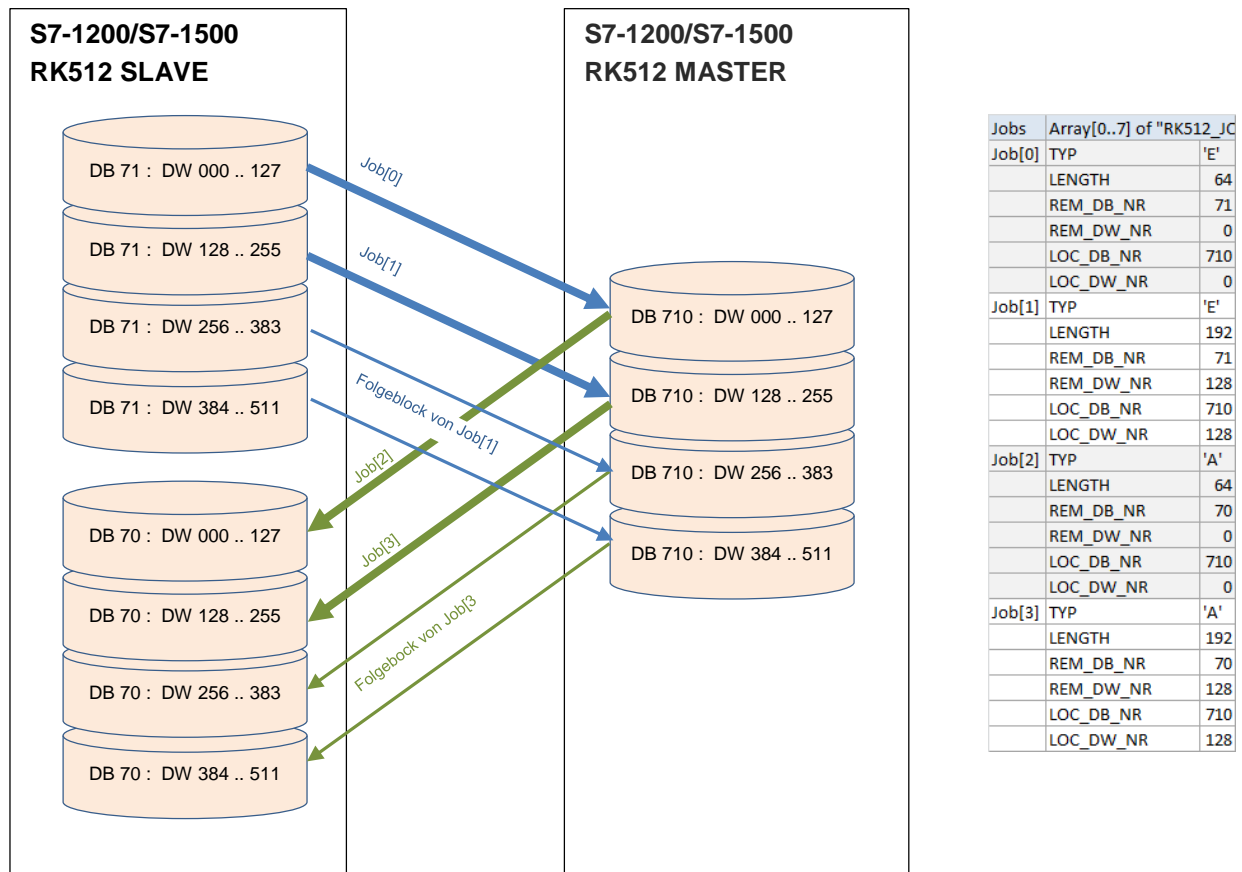 S7-1200/S7-1500
RK512 SLAVE
S7-1200/S7-1500
RK512 MASTER
DB 71 : DW 000 .. 127
DB 71 : DW 128 .. 255
DB 71 : DW 256 .. 383
DB 71 : DW 384 .. 511
DB 70 : DW 000 .. 127
DB 70 : DW 128 .. 255
DB 70 : DW 256 .. 383
DB 70 : DW 384 .. 511
Job[0]
Job[1]
Folgeblock von Job[1]
Job[2]
Job[3]
Folgebock von Job[3
DB 710 : DW 000 .. 127
DB 710 : DW 128 .. 255
DB 710 : DW 256 .. 383
DB 710 : DW 384 .. 511
Jobs Array[0..7] of "RK512_JC
Job[0] TYP 'E'
LENGTH 64
REM_DB_NR 71
REM_DW_NR 0
LOC_DB_NR 710
LOC_DW_NR 0
Job[1] TYP 'E'
LENGTH 192
REM_DB_NR 71
REM_DW_NR 128
LOC_DB_NR 710
LOC_DW_NR 128
Job[2] TYP 'A'
LENGTH 64
REM_DB_NR 70
REM_DW_NR 0
LOC_DB_NR 710
LOC_DW_NR 0
Job[3] TYP 'A'
LENGTH 192
REM_DB_NR 70
REM_DW_NR 128
LOC_DB_NR 710
LOC_DW_NR 128